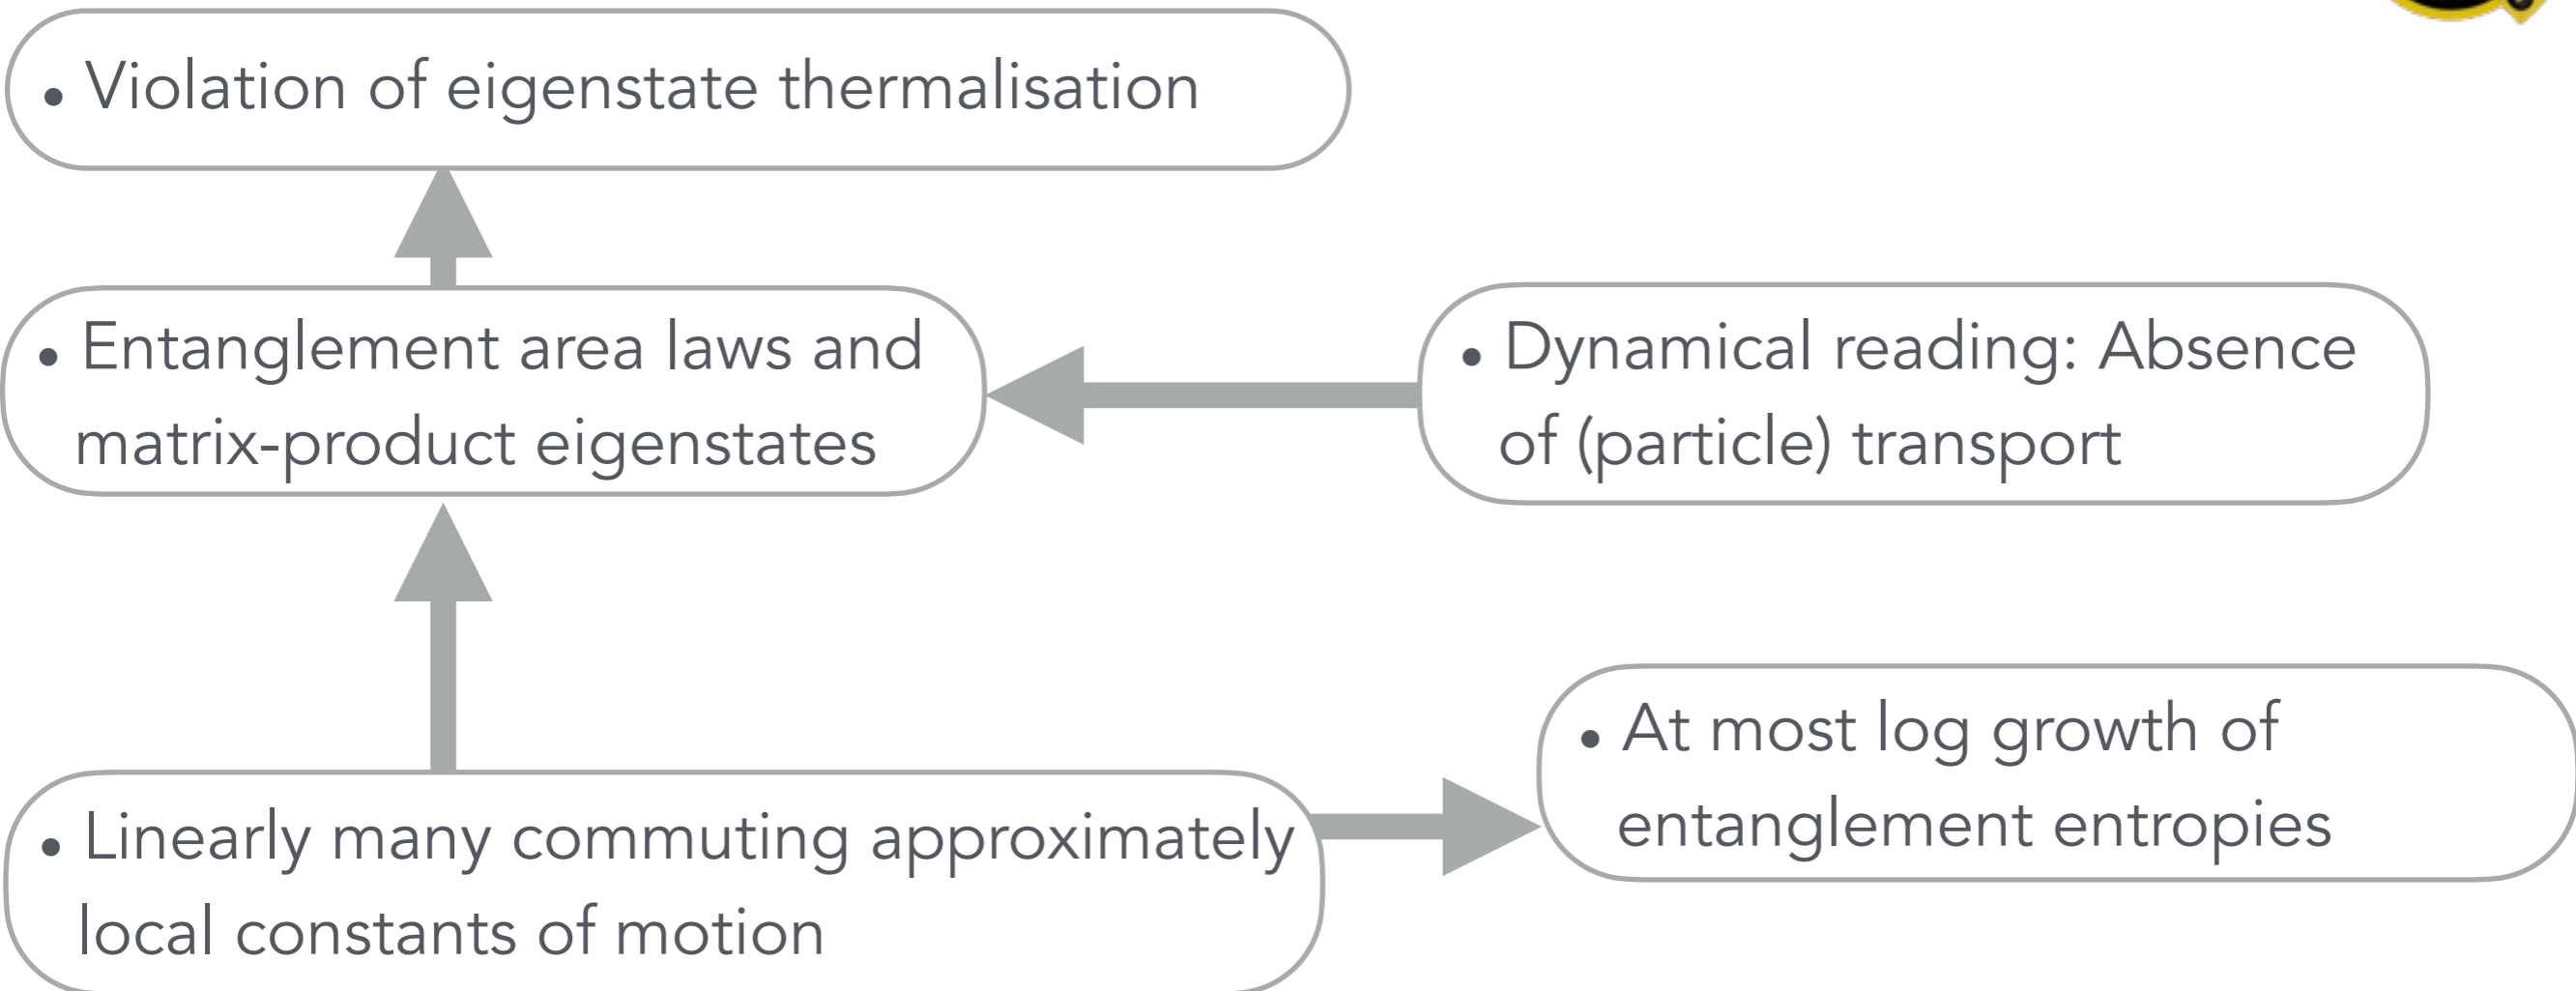 • Violation of eigenstate thermalisation
• Entanglement area laws and
matrix-product eigenstates
• Dynamical reading: Absence
of (particle) transport
• At most log growth of
entanglement entropies
• Linearly many commuting approximately
local constants of motion